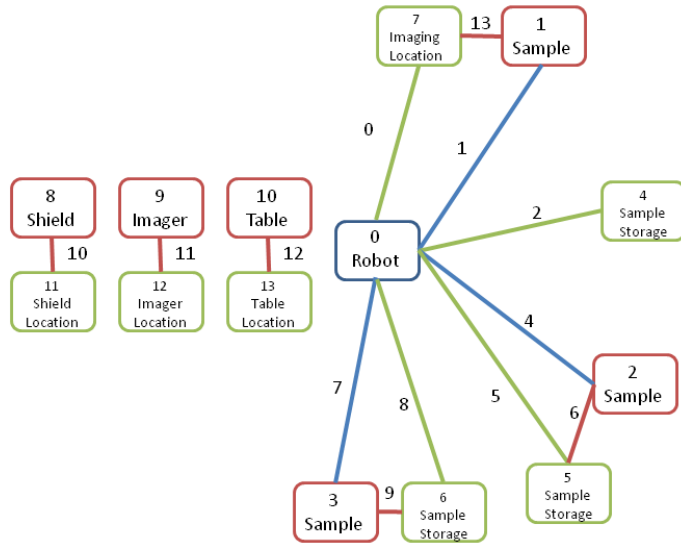 7
Imaging
Location
13
1
Sample
0
1
8
Shield
9
Imager
10
Table
4
Sample
Storage
2
0
Robot
10
11
12
11
Shield
Location
12
Imager
Location
13
Table
Location
4
2
Sample
7
8
5
6
3
Sample
9
6
Sample
Storage
5
Sample
Storage